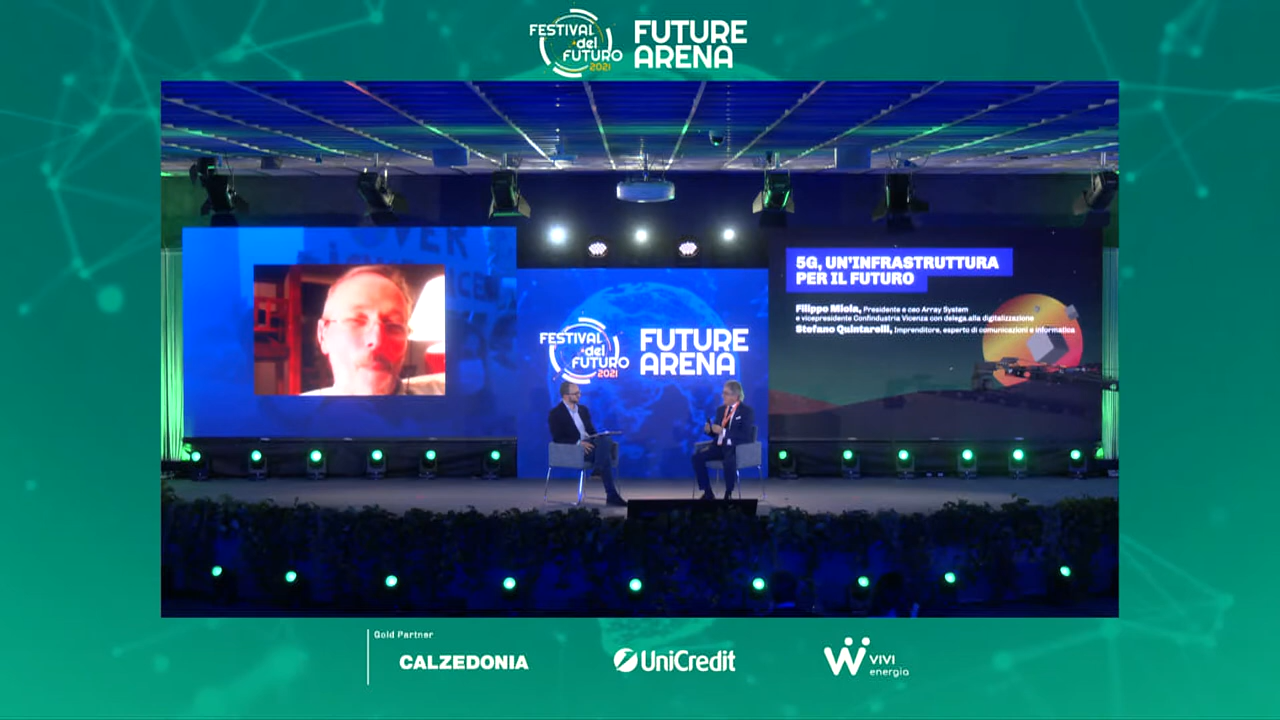 FESTIVAL
del
FUTURO
2021
FUTURE
ARENA
OVER
5G, UN'INFRASTRUTTURA
PER IL FUTURO
Filippo Miola, Presidente e ceo Array System
e vicepresidente Confindustria Vicenza con delega alla digitalizzazione
Stefano Quintarelli, Imprenditore, esperto di comunicazioni e informatica
FESTIVAL
del
FUTURO
2021
FUTURE
ARENA
Gold Partner
CALZEDONIA
UniCredit
VIVI
energia